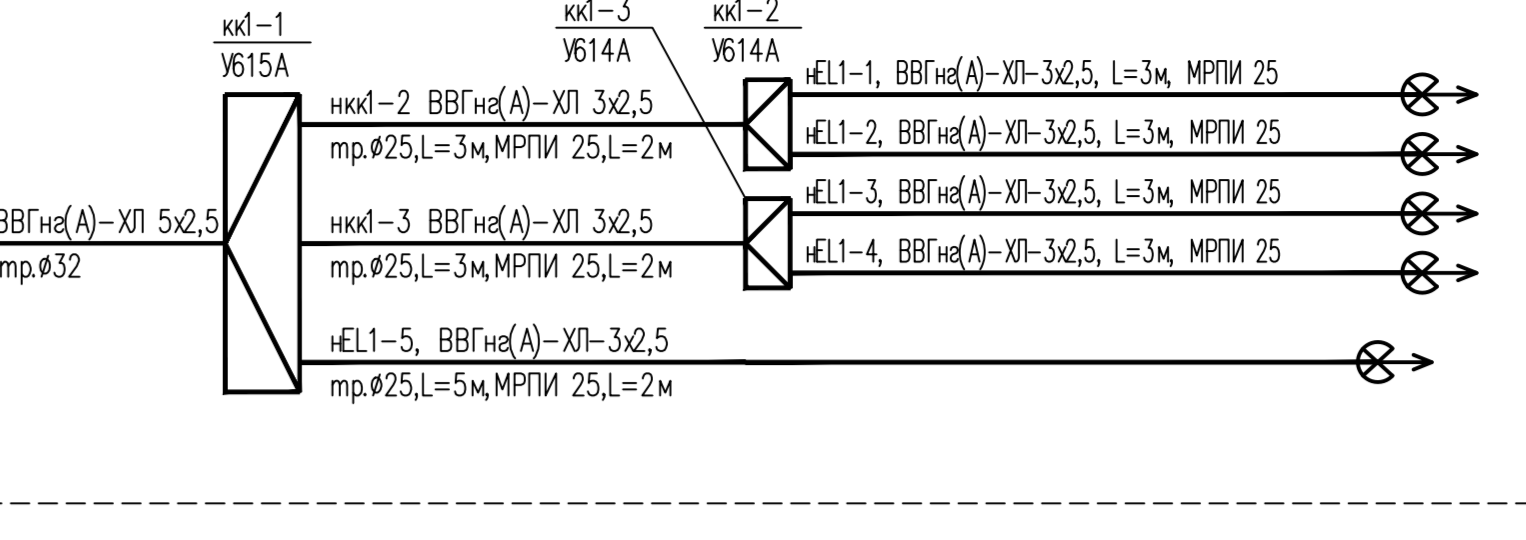 кк1-1
У615А
кк1-3
У614А
кк1-2
У614А
ВВГнг(А)-ХЛ 5х2,5
тр.ø32
нкк1-2 ВВГнг(А)-ХЛ 3х2,5
тр.ø25,L=3м,МРПИ 25,L=2м
нкк1-3 ВВГнг(А)-ХЛ 3х2,5
тр.ø25,L=3м,МРПИ 25,L=2м
нEL1-5, ВВГнг(А)-ХЛ-3х2,5
тр.ø25,L=5м,МРПИ 25,L=2м
нEL1-1, ВВГнг(А)-ХЛ-3х2,5, L=3м, МРПИ 25
нEL1-2, ВВГнг(А)-ХЛ-3х2,5, L=3м, МРПИ 25
нEL1-3, ВВГнг(А)-ХЛ-3х2,5, L=3м, МРПИ 25
нEL1-4, ВВГнг(А)-ХЛ-3х2,5, L=3м, МРПИ 25